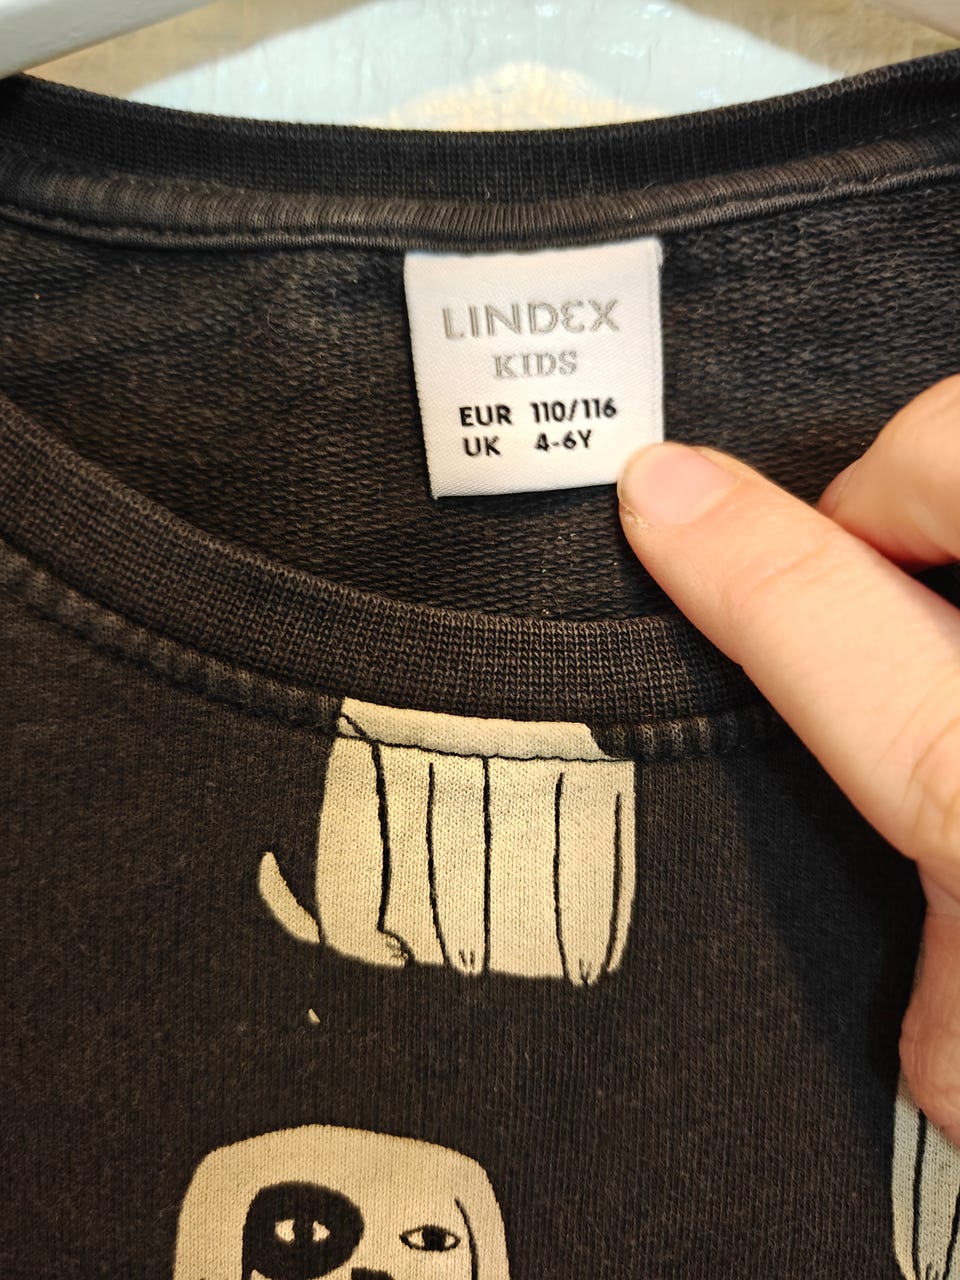 LINDEX
KIDS
EUR 110/116
UK 4-6Y